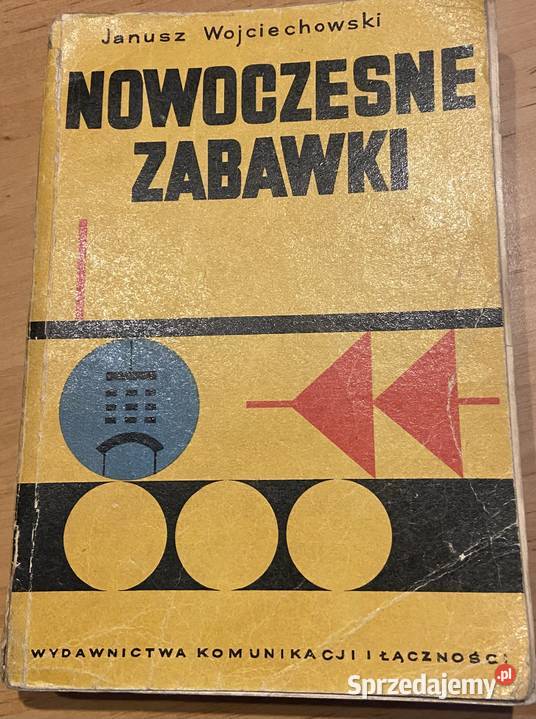 Janusz Wojciechowski
NOWOCZESNE
ZABAWKI
WYDAWNICTWA KOMUNIKACJI I ŁĄCZNOŚCI
Sprzedajemy.pl